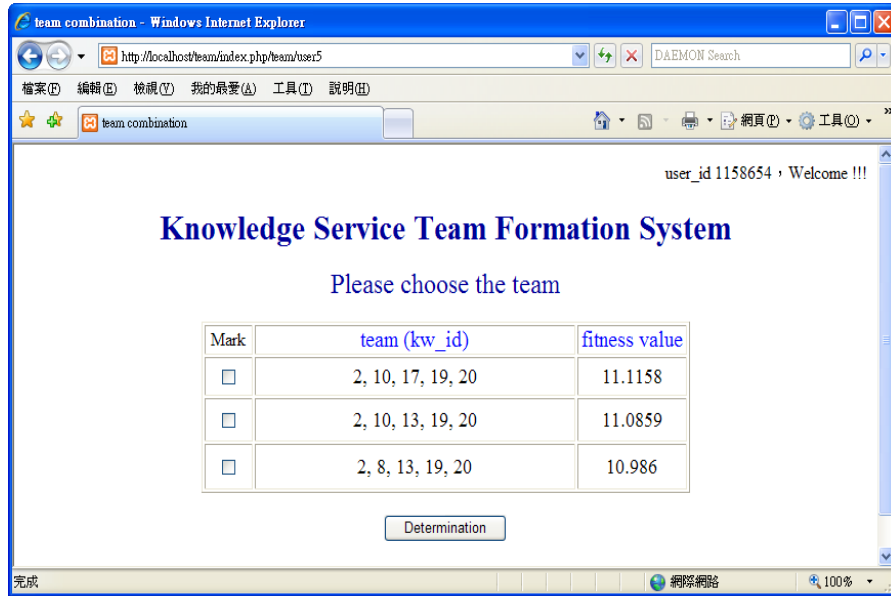 team combination - Windows Internet Explorer
http://localhost/team/index.php/team/user5
DAEMON Search
檔案(F) 編輯(E) 檢視(V) 我的最愛(A) 工具(T) 說明(H)
team combination
網頁(P) 工具(O)
user_id 1158654，Welcome !!!
Knowledge Service Team Formation System
Please choose the team
Mark team (kw_id) fitness value
2, 10, 17, 19, 20 11.1158
2, 10, 13, 19, 20 11.0859
2, 8, 13, 19, 20 10.986
Determination
完成 網際網路 100%